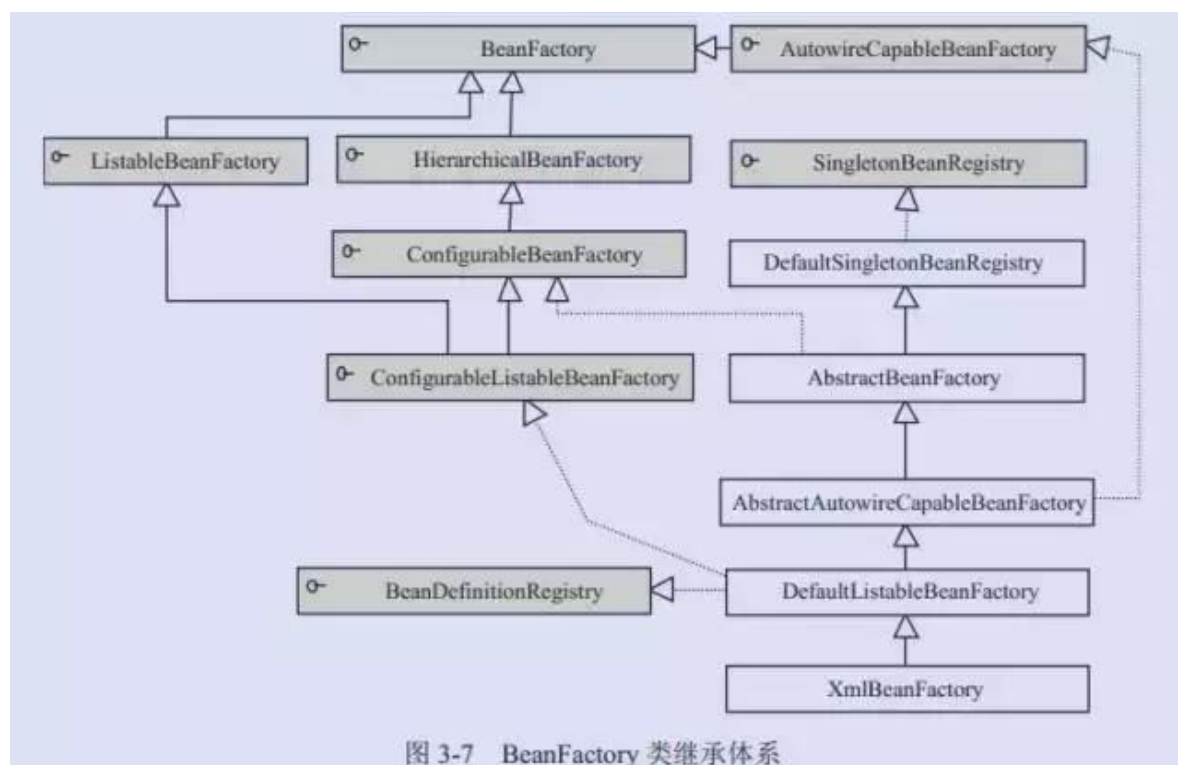 BeanFactory
AutowireCapableBeanFactory
ListableBeanFactory
HierarchicalBeanFactory
SingletonBeanRegistry
ConfigurableBeanFactory
DefaultSingletonBeanRegistry
ConfigurableListableBeanFactory
AbstractBeanFactory
AbstractAutowireCapableBeanFactory
BeanDefinitionRegistry
DefaultListableBeanFactory
XmlBeanFactory
图 3-7 BeanFactory 类继承体系